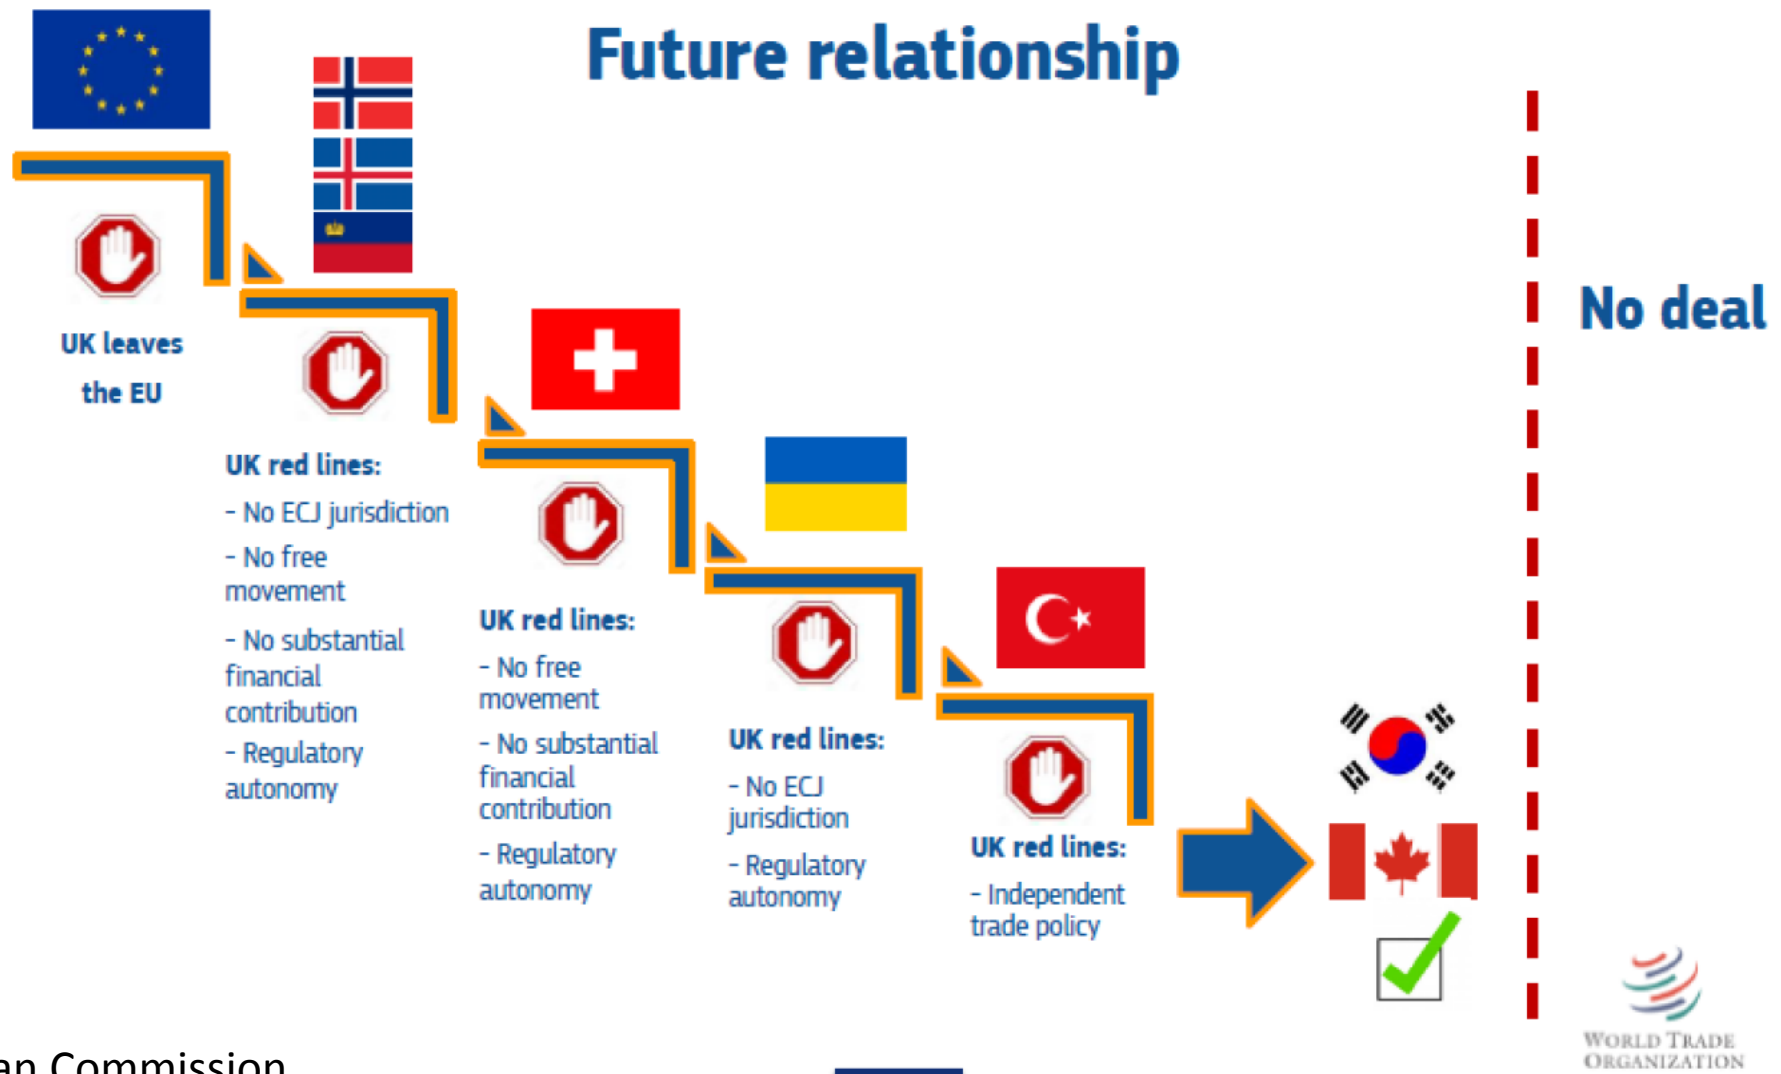 Future relationship
UK leaves
the EU
UK red lines:
- No ECJ jurisdiction
- No free
movement
- No substantial
financial
contribution
- Regulatory
autonomy
UK red lines:
- No free
movement
- No substantial
financial
contribution
- Regulatory
autonomy
UK red lines:
- No ECJ
jurisdiction
- Regulatory
autonomy
UK red lines:
- Independent
trade policy
No deal
WORLD TRADE
ORGANIZATION
an Commission